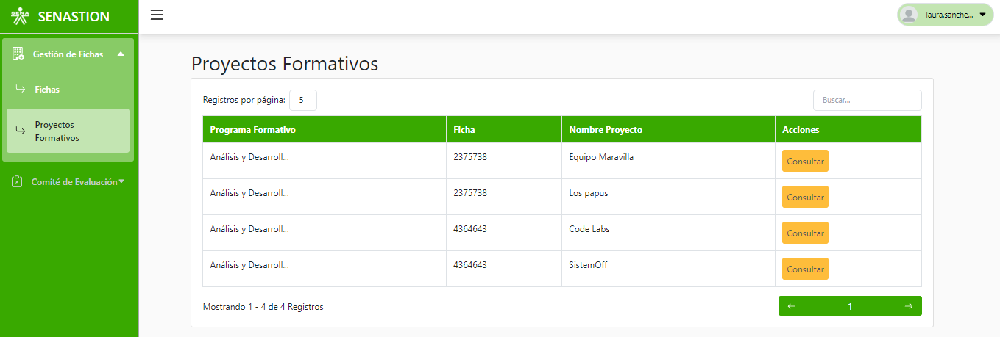 SENA
SENASTION
laura.sanche...
Gestión de Fichas
Fichas
Proyectos
Formativos
Comité de Evaluación
Proyectos Formativos
Registros por página: 5
Buscar...
Programa Formativo Ficha Nombre Proyecto Acciones
Análisis y Desarroll... 2375738 Equipo Maravilla Consultar
Análisis y Desarroll... 2375738 Los papus Consultar
Análisis y Desarroll... 4364643 Code Labs Consultar
Análisis y Desarroll... 4364643 SistemOff Consultar
Mostrando 1 - 4 de 4 Registros
← 1 →